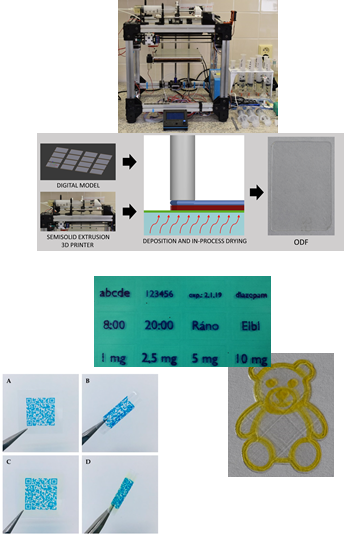 DIGITAL MODEL
SEMISOLID EXTRUSION
3D PRINTER
DEPOSITION AND IN-PROCESS DRYING
ODF
abcde 123456 exp.: 2,1,19 diazepam
8:00 20:00 Ráno Eibl
1 mg 2,5 mg 5 mg 10 mg
A B
C D